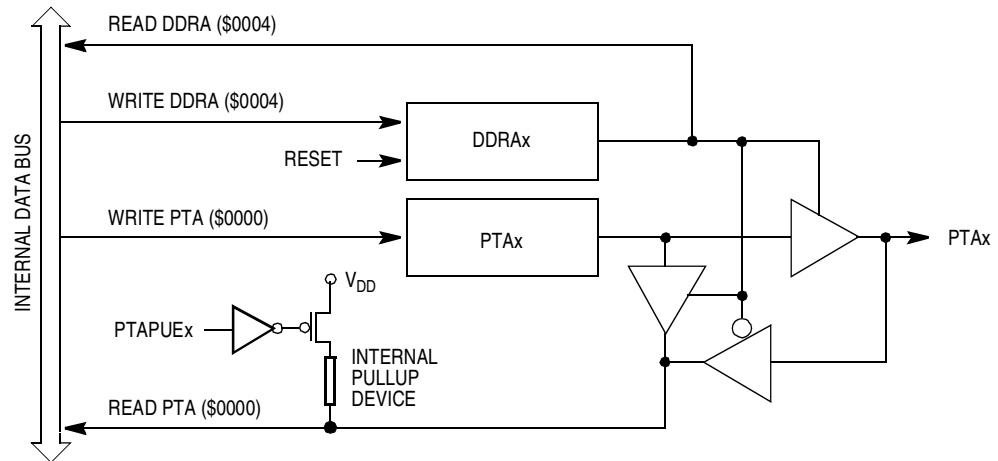 READ DDRA ($0004)
WRITE DDRA ($0004)
DDRAx
RESET
INTERNAL DATA BUS
WRITE PTA ($0000)
PTAx
PTAx
VDD
PTAPUEx
INTERNAL
PULLUP
DEVICE
READ PTA ($0000)